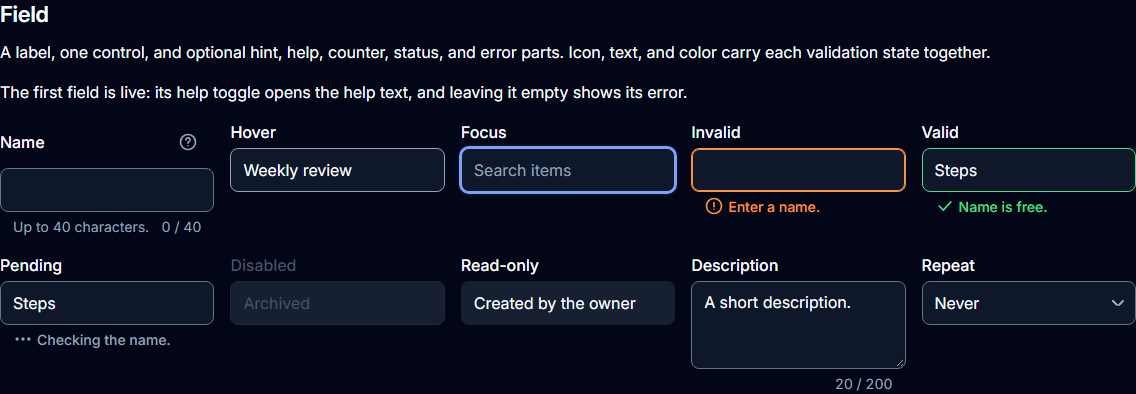 Field
A label, one control, and optional hint, help, counter, status, and error parts. Icon, text, and color carry each validation state together.
The first field is live: its help toggle opens the help text, and leaving it empty shows its error.
Name
Up to 40 characters. 0 / 40
Hover
Weekly review
Focus
Search items
Invalid
Enter a name.
Valid
Steps
Name is free.
Pending
Steps
Checking the name.
Disabled
Archived
Read-only
Created by the owner
Description
A short description.
20 / 200
Repeat
Never